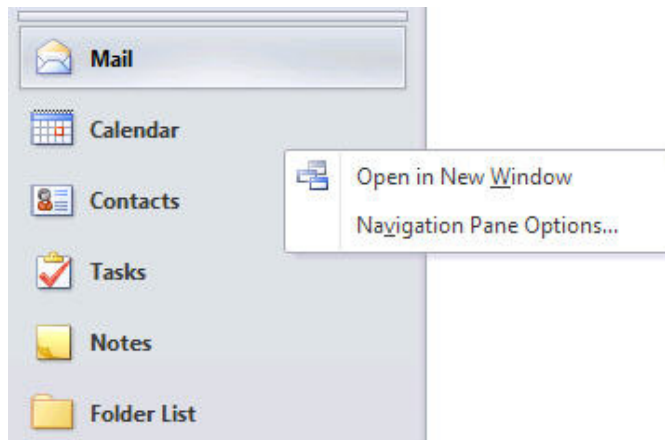 Mail
Calendar
Open in New Window
Contacts
Navigation Pane Options...
Tasks
Notes
Folder List